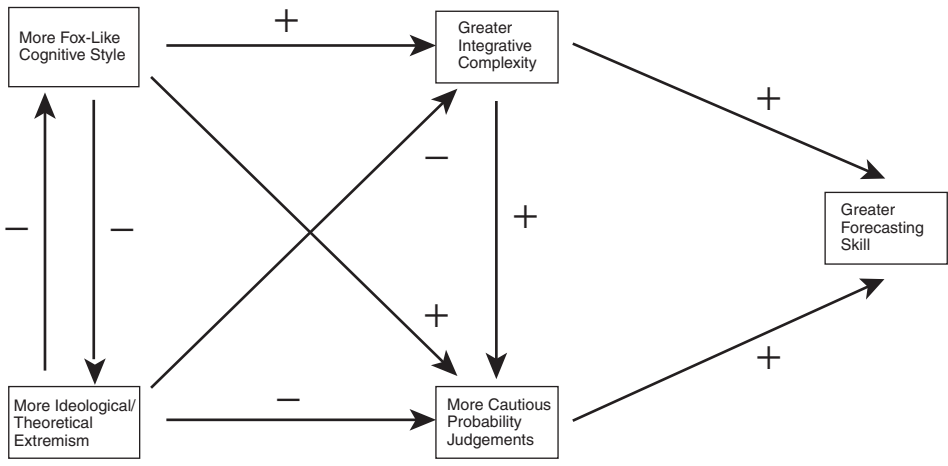 More Fox-Like
Cognitive Style
+
Greater
Integrative
Complexity
+
−
−
−
+
Greater
Forecasting
Skill
+
+
More Ideological/
Theoretical
Extremism
−
More Cautious
Probability
Judgements